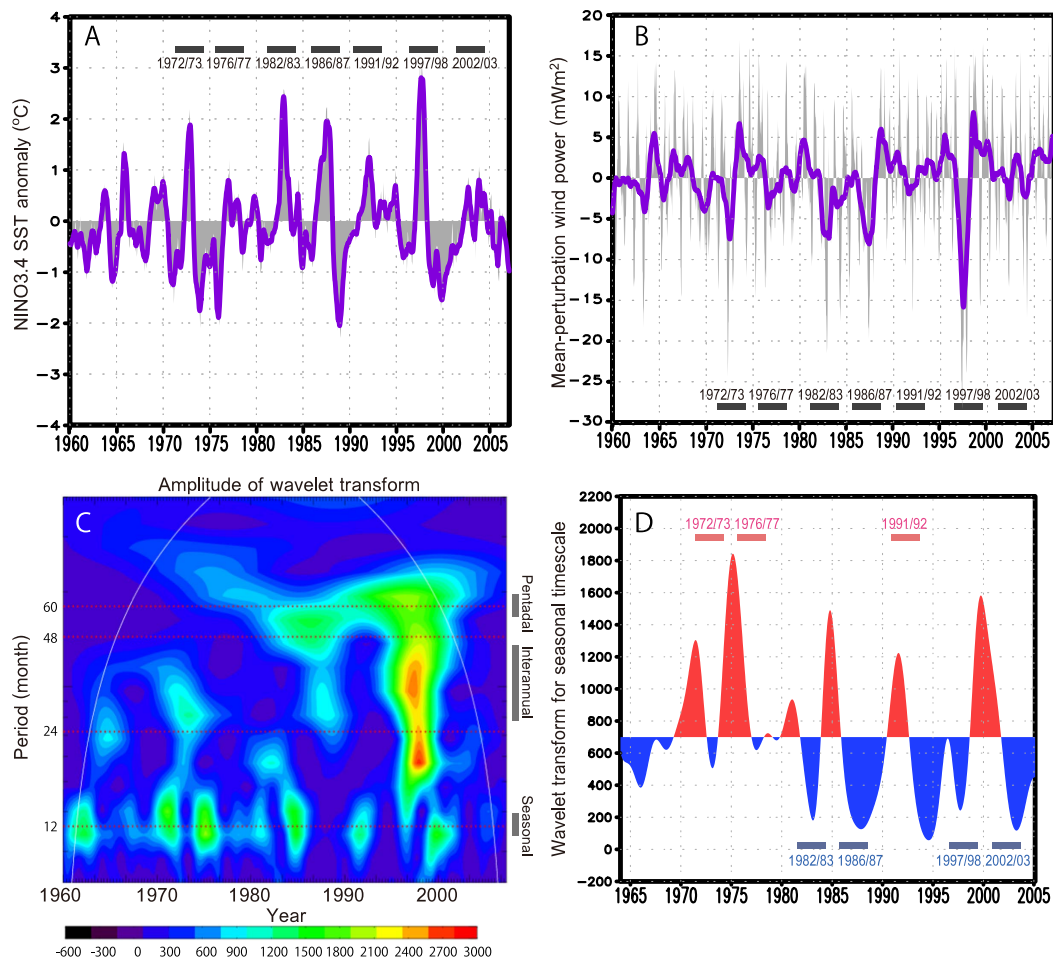 A
1972/73 1976/77 1982/83 1986/87 1991/92 1997/98 2002/03
NINO3.4 SST anomaly (ºC)
4
3
2
1
0
−1
−2
−3
−4
1960 1965 1970 1975 1980 1985 1990 1995 2000 2005
B
Mean-perturbation wind power (mWm²)
20
15
10
5
0
−5
−10
−15
−20
−25
−30
1972/73 1976/77 1982/83 1986/87 1991/92 1997/98 2002/03
1960 1965 1970 1975 1980 1985 1990 1995 2000 2005
Amplitude of wavelet transform
C
Period (month)
60
48
24
12
Pentadal
Interannual
Seasonal
1960 1970 1980 1990 2000
Year
-600 -300 0 300 600 900 1200 1500 1800 2100 2400 2700 3000
D
Wavelet transform for seasonal timescale
2200
2000
1800
1600
1400
1200
1000
800
600
400
200
0
-200
1972/73 1976/77 1991/92
1982/83 1986/87 1997/98 2002/03
1965 1970 1975 1980 1985 1990 1995 2000 2005